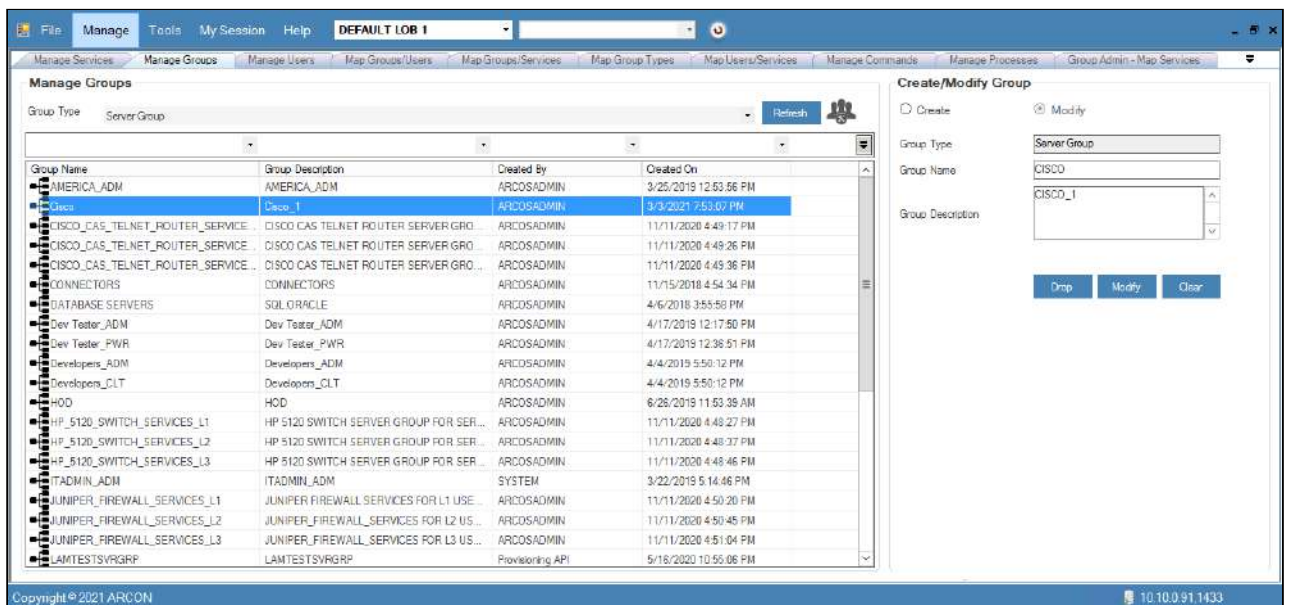 File Manage Tools My Session Help DEFAULT LOB 1
Manage Services Manage Groups Manage Users Map Groups/Users Map Groups/Services Map Group Types Map Users/Services Manage Commands Manage Processes Group Admin - Map Services
Manage Groups
Group Type Server Group Refresh
Group Name Group Description Created By Created On
AMERICA_ADM AMERICA_ADM ARCOSADMIN 3/25/2019 12:53:56 PM
Cisco Cisco_1 ARCOSADMIN 3/3/2021 7:53:07 PM
CISCO_CAS_TELNET_ROUTER_SERVICE... CISCO CAS TELNET ROUTER SERVER GRO... ARCOSADMIN 11/11/2020 4:49:17 PM
CISCO_CAS_TELNET_ROUTER_SERVICE... CISCO CAS TELNET ROUTER SERVER GRO... ARCOSADMIN 11/11/2020 4:49:26 PM
CISCO_CAS_TELNET_ROUTER_SERVICE... CISCO CAS TELNET ROUTER SERVER GRO... ARCOSADMIN 11/11/2020 4:49:36 PM
CONNECTORS CONNECTORS ARCOSADMIN 11/15/2018 4:54:34 PM
DATABASE SERVERS SQL ORACLE ARCOSADMIN 4/6/2018 3:55:58 PM
Dev Tester_ADM Dev Tester_ADM ARCOSADMIN 4/17/2019 12:17:50 PM
Dev Tester_PWR Dev Tester_PWR ARCOSADMIN 4/17/2019 12:36:51 PM
Developers_ADM Developers_ADM ARCOSADMIN 4/4/2019 5:50:12 PM
Developers_CLT Developers_CLT ARCOSADMIN 4/4/2019 5:50:12 PM
HOD HOD ARCOSADMIN 6/26/2019 11:53:39 AM
HP_5120_SWITCH_SERVICES_L1 HP 5120 SWITCH SERVER GROUP FOR SER... ARCOSADMIN 11/11/2020 4:48:27 PM
HP_5120_SWITCH_SERVICES_L2 HP 5120 SWITCH SERVER GROUP FOR SER... ARCOSADMIN 11/11/2020 4:48:37 PM
HP_5120_SWITCH_SERVICES_L3 HP 5120 SWITCH SERVER GROUP FOR SER... ARCOSADMIN 11/11/2020 4:48:46 PM
ITADMIN_ADM ITADMIN_ADM SYSTEM 3/22/2019 5:14:46 PM
JUNIPER_FIREWALL_SERVICES_L1 JUNIPER FIREWALL SERVICES FOR L1 USE... ARCOSADMIN 11/11/2020 4:50:20 PM
JUNIPER_FIREWALL_SERVICES_L2 JUNIPER_FIREWALL_SERVICES FOR L2 US... ARCOSADMIN 11/11/2020 4:50:45 PM
JUNIPER_FIREWALL_SERVICES_L3 JUNIPER_FIREWALL_SERVICES FOR L3 US... ARCOSADMIN 11/11/2020 4:51:04 PM
LAMTESTSVRGRP LAMTESTSVRGRP Provisioning API 5/16/2020 10:55:06 PM
Create/Modify Group
Create Modify
Group Type Server Group
Group Name CISCO
Group Description CISCO_1
Drop Modify Clear
Copyright © 2021 ARCON 10.10.0.91,1433